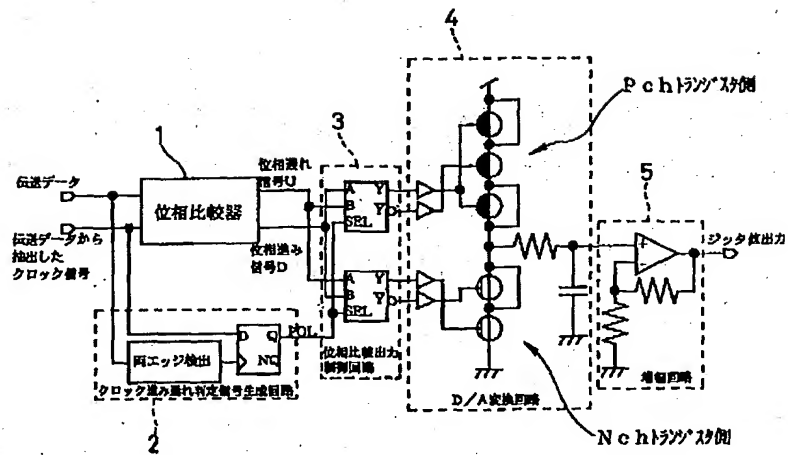 4
Pchトランジスタ側
1
3
5
伝送データ
位相比較器
位相遅れ
信号U
A
B
SEL
Y
Y
ジッタ値出力
+
-
伝送データから
抽出した
クロック信号
位相進み
信号D
A
B
SEL
Y
Y
D
Q
NQ
POL
両エッジ検出
クロック進み遅れ判定信号生成回路
位相比較出力
制御回路
D/A変換回路
増幅回路
2
Nchトランジスタ側